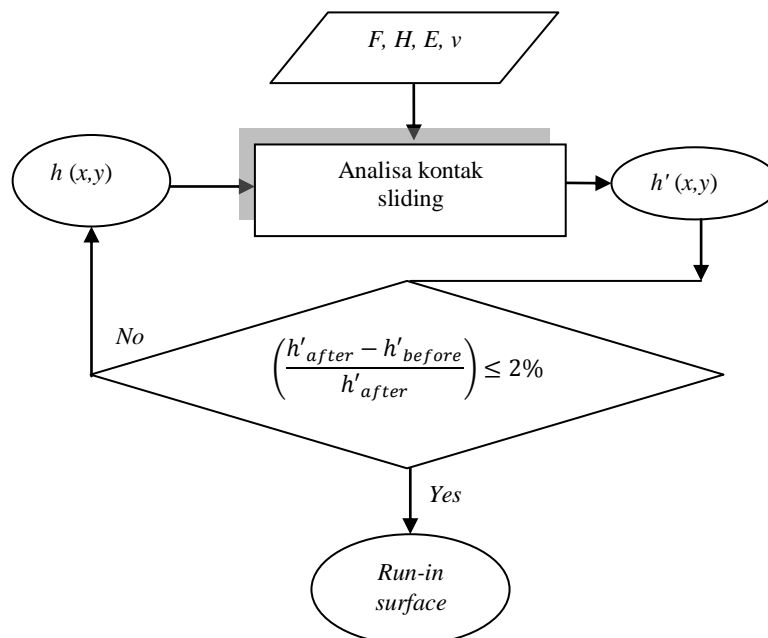 F, H, E, v
h (x,y)
Analisa kontak
sliding
h' (x,y)
No
(h'after − h'before / h'after) ≤ 2%
Yes
Run-in
surface